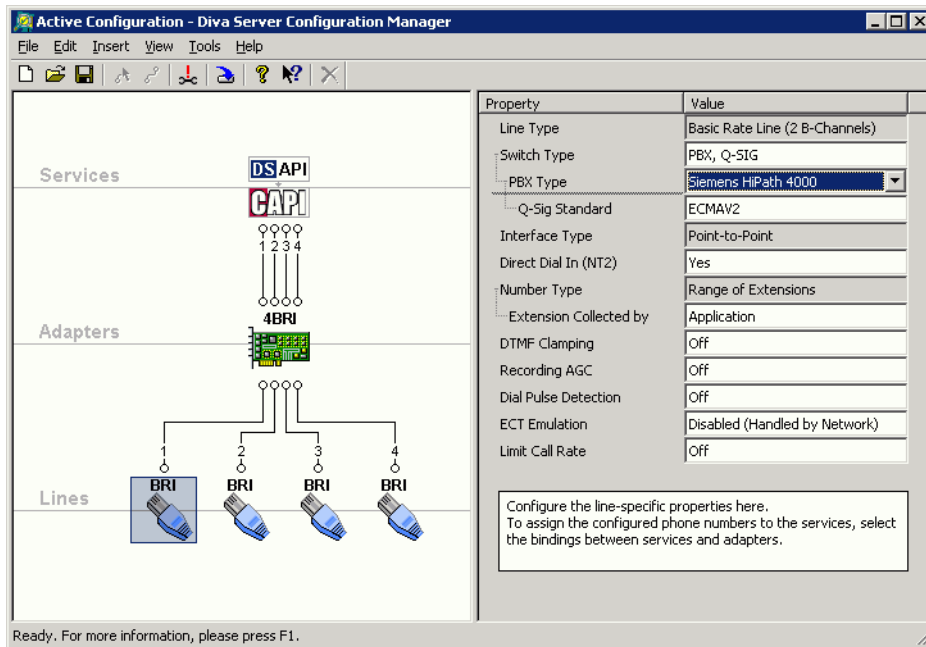 Active Configuration - Diva Server Configuration Manager
File Edit Insert View Tools Help
Services
DS API
CAPI
1 2 3 4
4BRI
Adapters
1 2 3 4
BRI BRI BRI BRI
Lines
Property Value
Line Type Basic Rate Line (2 B-Channels)
Switch Type PBX, Q-SIG
PBX Type Siemens HiPath 4000
Q-Sig Standard ECMAV2
Interface Type Point-to-Point
Direct Dial In (NT2) Yes
Number Type Range of Extensions
Extension Collected by Application
DTMF Clamping Off
Recording AGC Off
Dial Pulse Detection Off
ECT Emulation Disabled (Handled by Network)
Limit Call Rate Off
Configure the line-specific properties here.
To assign the configured phone numbers to the services, select
the bindings between services and adapters.
Ready. For more information, please press F1.